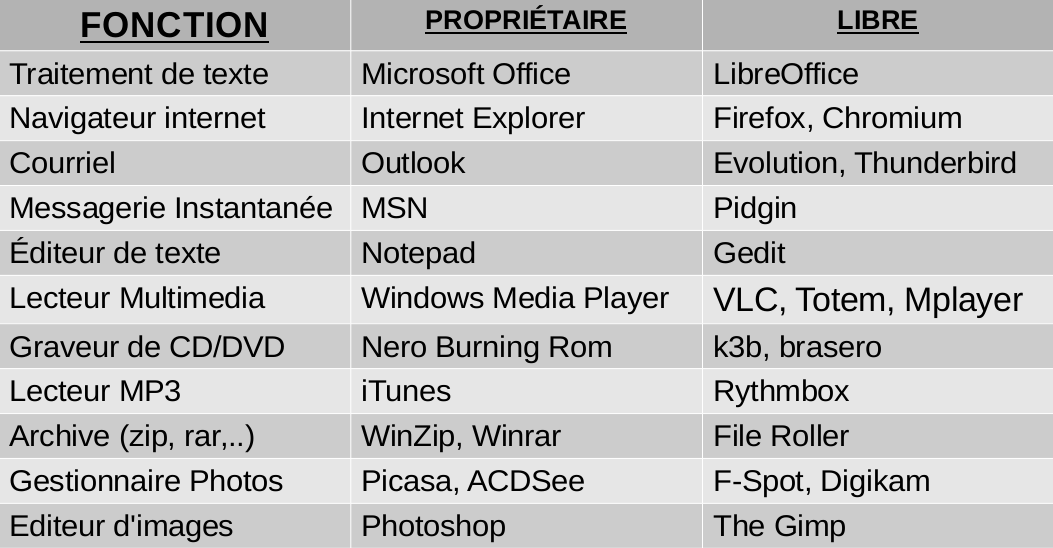 FONCTION PROPRIÉTAIRE LIBRE
Traitement de texte Microsoft Office LibreOffice
Navigateur internet Internet Explorer Firefox, Chromium
Courriel Outlook Evolution, Thunderbird
Messagerie Instantanée MSN Pidgin
Éditeur de texte Notepad Gedit
Lecteur Multimedia Windows Media Player VLC, Totem, Mplayer
Graveur de CD/DVD Nero Burning Rom k3b, brasero
Lecteur MP3 iTunes Rythmbox
Archive (zip, rar,..) WinZip, Winrar File Roller
Gestionnaire Photos Picasa, ACDSee F-Spot, Digikam
Editeur d'images Photoshop The Gimp